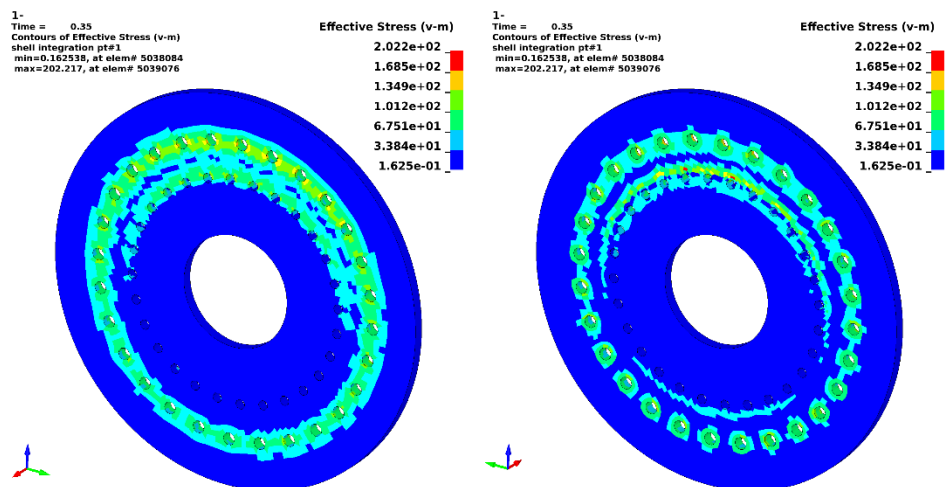 1-
Time =     0.35
Contours of Effective Stress (v-m)
shell integration pt#1
min=0.162538, at elem# 5038084
max=202.217, at elem# 5039076
Effective Stress (v-m)
2.022e+02
1.685e+02
1.349e+02
1.012e+02
6.751e+01
3.384e+01
1.625e-01
1-
Time =     0.35
Contours of Effective Stress (v-m)
shell integration pt#1
min=0.162538, at elem# 5038084
max=202.217, at elem# 5039076
Effective Stress (v-m)
2.022e+02
1.685e+02
1.349e+02
1.012e+02
6.751e+01
3.384e+01
1.625e-01